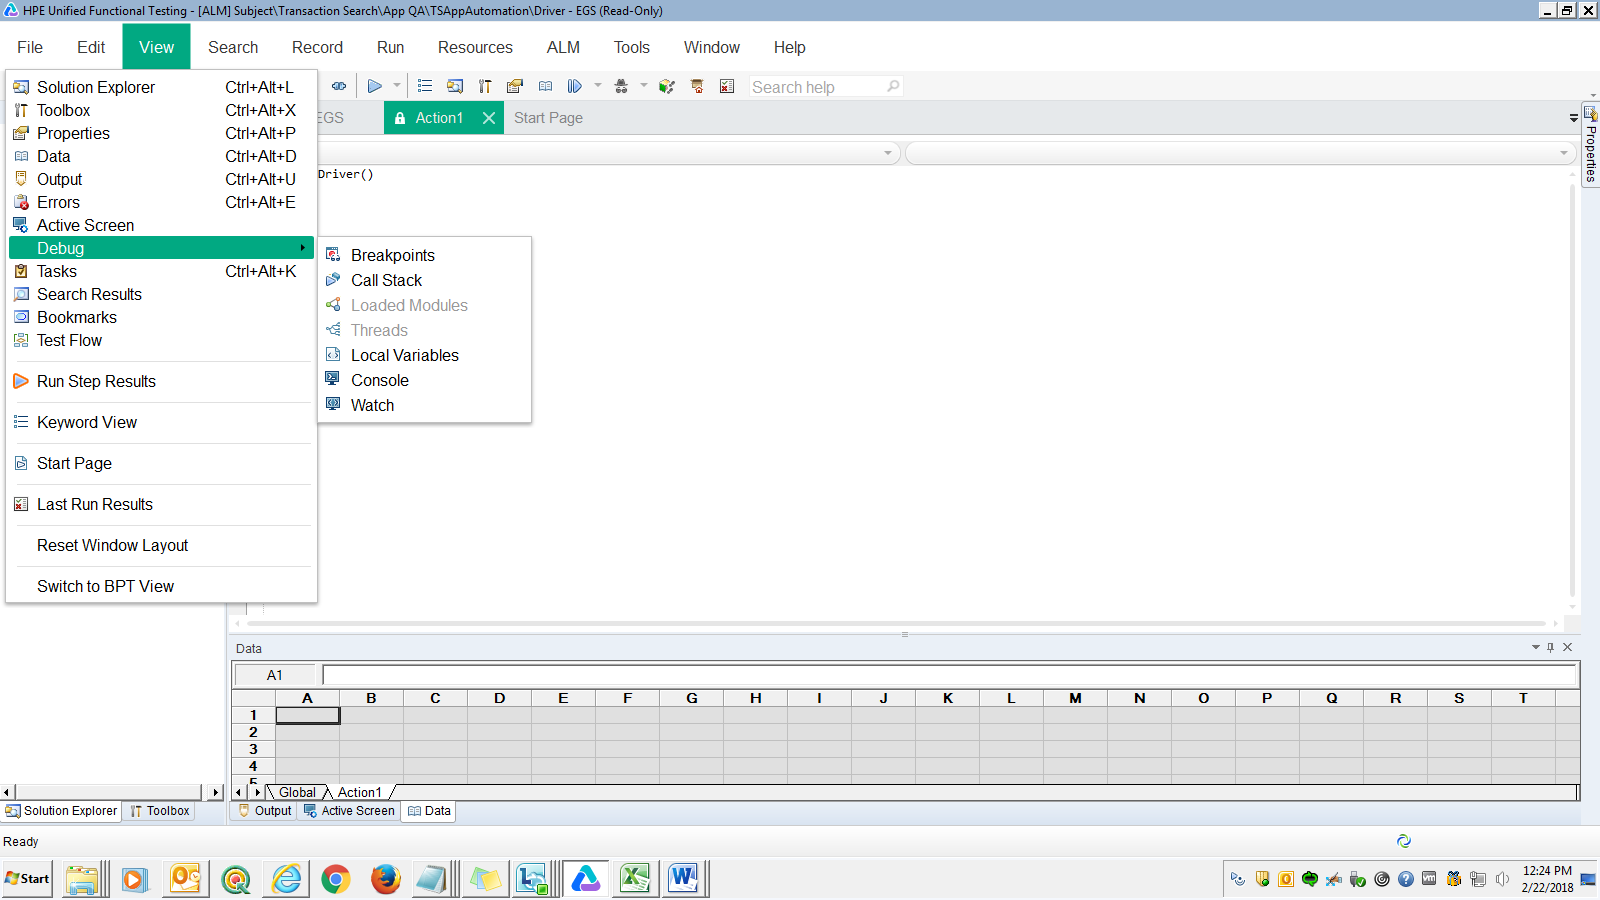 HPE Unified Functional Testing - [ALM] Subject\Transaction Search\App QA\TSAppAutomation\Driver - EGS (Read-Only)
File Edit View Search Record Run Resources ALM Tools Window Help
Search help
EGS Action1 Start Page
Properties
Driver()
Solution Explorer Ctrl+Alt+L
Toolbox Ctrl+Alt+X
Properties Ctrl+Alt+P
Data Ctrl+Alt+D
Output Ctrl+Alt+U
Errors Ctrl+Alt+E
Active Screen
Debug
Tasks Ctrl+Alt+K
Search Results
Bookmarks
Test Flow
Run Step Results
Keyword View
Start Page
Last Run Results
Reset Window Layout
Switch to BPT View
Breakpoints
Call Stack
Loaded Modules
Threads
Local Variables
Console
Watch
Data
A1
A B C D E F G H I J K L M N O P Q R S T
1
2
3
4
5
Global Action1
Solution Explorer Toolbox Output Active Screen Data
Ready
Start
12:24 PM
2/22/2018